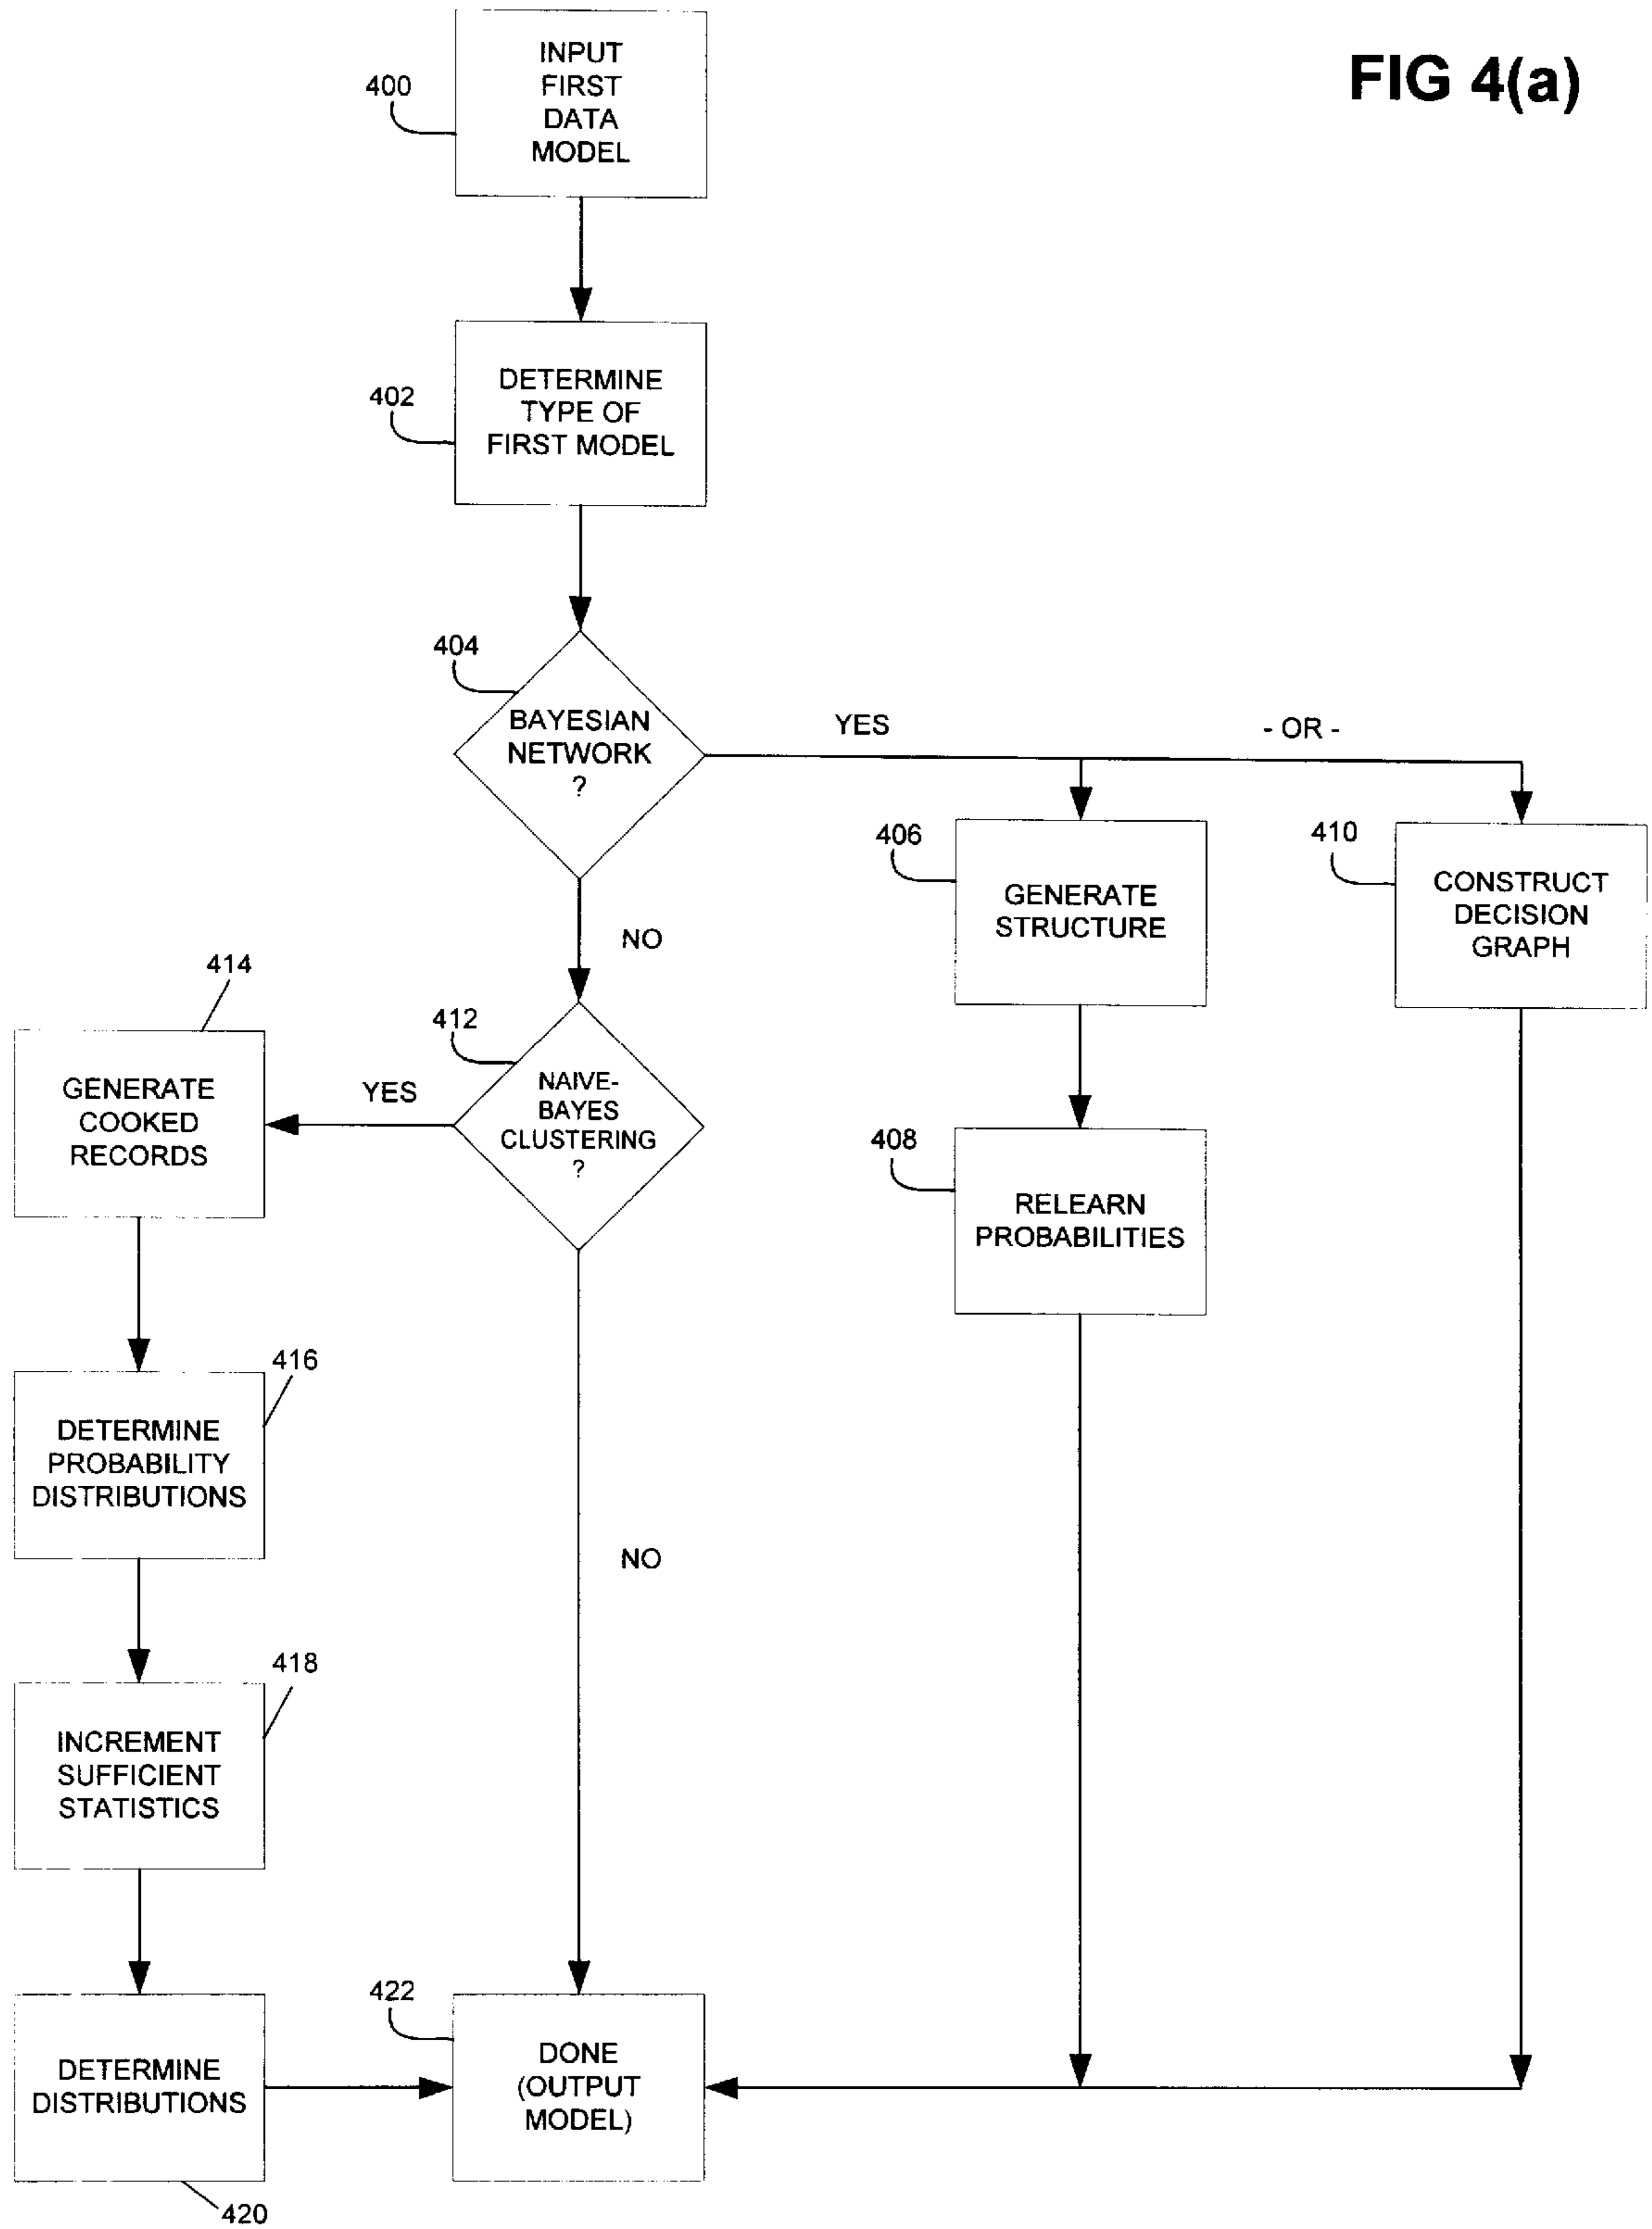 FIG 4(a)
400
INPUT
FIRST
DATA
MODEL
402
DETERMINE
TYPE OF
FIRST MODEL
404
BAYESIAN
NETWORK
?
YES
- OR -
NO
406
GENERATE
STRUCTURE
410
CONSTRUCT
DECISION
GRAPH
408
RELEARN
PROBABILITIES
412
NAIVE-
BAYES
CLUSTERING
?
YES
NO
414
GENERATE
COOKED
RECORDS
416
DETERMINE
PROBABILITY
DISTRIBUTIONS
418
INCREMENT
SUFFICIENT
STATISTICS
DETERMINE
DISTRIBUTIONS
420
422
DONE
(OUTPUT
MODEL)